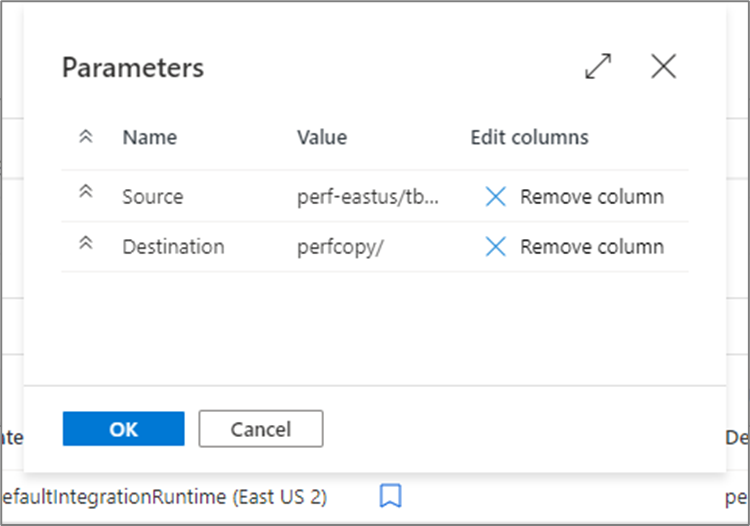 Parameters
Name Value Edit columns
Source perf-eastus/tb... Remove column
Destination perfcopy/ Remove column
OK Cancel
ate De
efaultIntegrationRuntime (East US 2) pe